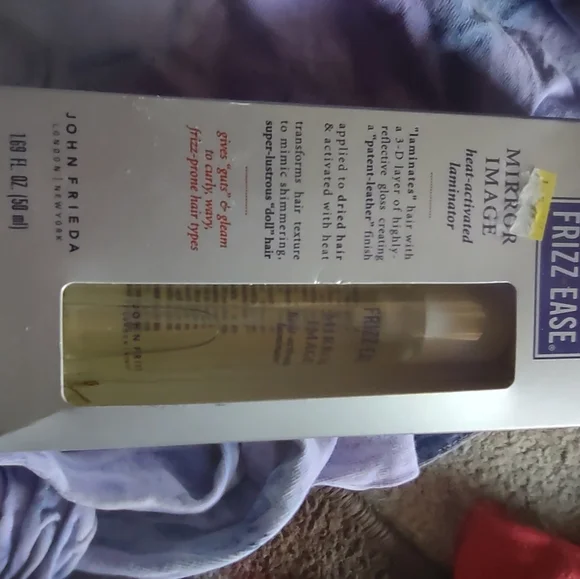 FRIZZ EASE®
MIRROR
IMAGE
heat-activated
laminator
"laminates" hair with
a 3-D layer of highly-
reflective gloss creating
a "patent-leather" finish
applied to dried hair
& activated with heat
transforms hair texture
to mimic shimmering,
super-lustrous "doll" hair
gives "guts" & gleam
to curly, wavy,
frizz-prone hair types
JOHN FRIEDA
LONDON NEW YORK
1.69 FL. OZ. (50 ml)
JOHN FRI